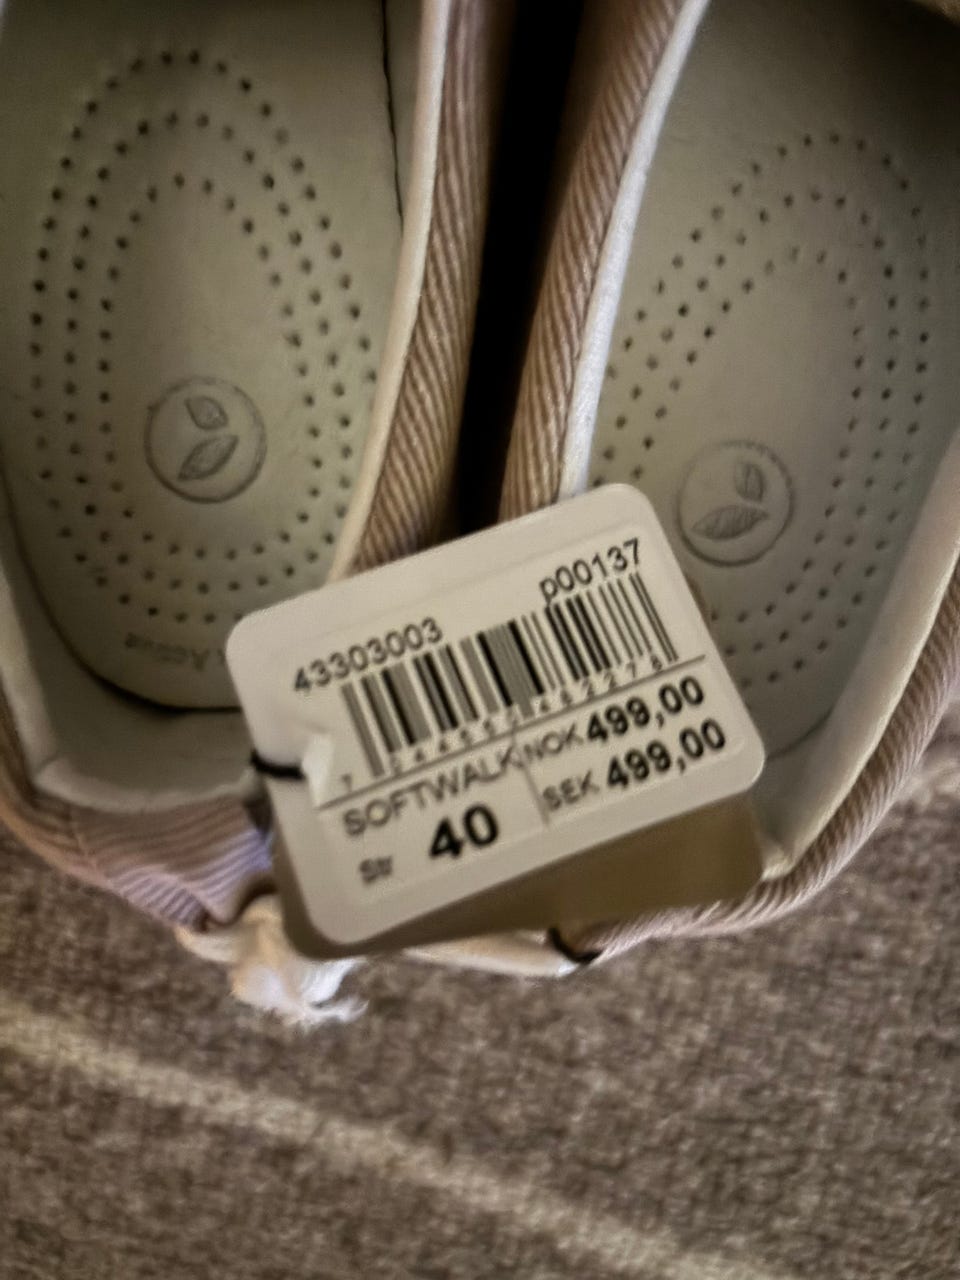 43303003 p00137
SOFTWALK NOK 499,00
Str 40 SEK 499,00